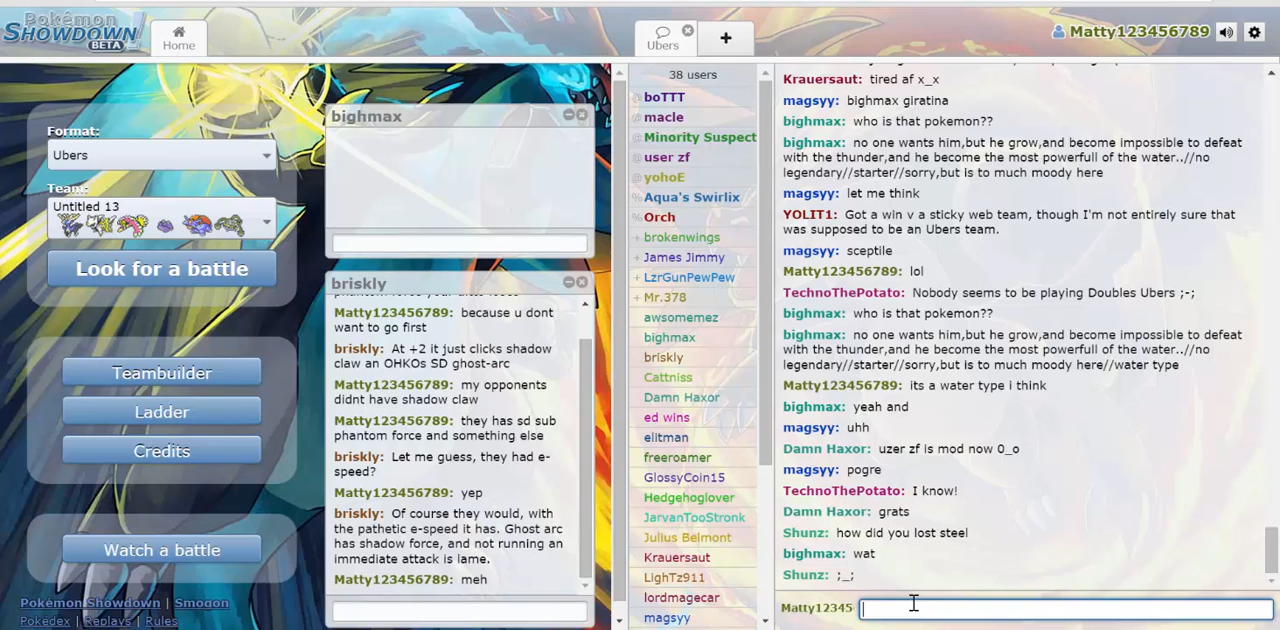 Pokémon
SHOWDOWN!
BETA
Home
Ubers
+
Matty123456789
Format:
Ubers
Team:
Untitled 13
Look for a battle
Teambuilder
Ladder
Credits
Watch a battle
Pokémon Showdown | Smogon
Pokédex | Replays | Rules
bighmax
briskly
phantom force your ditto loses
Matty123456789: because u dont
want to go first
briskly: At +2 it just clicks shadow
claw an OHKOs SD ghost-arc
Matty123456789: my opponents
didnt have shadow claw
Matty123456789: they has sd sub
phantom force and something else
briskly: Let me guess, they had e-
speed?
Matty123456789: yep
briskly: Of course they would, with
the pathetic e-speed it has. Ghost arc
has shadow force, and not running an
immediate attack is lame.
Matty123456789: meh
38 users
@ boTTT
@ macle
@ Minority Suspect
@ user zf
@ yohoE
% Aqua's Swirlix
% Orch
+ brokenwings
+ James Jimmy
+ LzrGunPewPew
+ Mr.378
awsomemez
bighmax
briskly
Cattniss
Damn Haxor
ed wins
elitman
freeroamer
GlossyCoin15
Hedgehoglover
JarvanTooStronk
Julius Belmont
Krauersaut
LighTz911
lordmagecar
magsyy
Krauersaut: tired af x_x
magsyy: bighmax giratina
bighmax: who is that pokemon??
bighmax: no one wants him,but he grow,and become impossible to defeat
with the thunder,and he become the most powerfull of the water..//no
legendary//starter//sorry,but is to much moody here
magsyy: let me think
YOLIT1: Got a win v a sticky web team, though I'm not entirely sure that
was supposed to be an Ubers team.
magsyy: sceptile
Matty123456789: lol
TechnoThePotato: Nobody seems to be playing Doubles Ubers ;-;
bighmax: who is that pokemon??
bighmax: no one wants him,but he grow,and become impossible to defeat
with the thunder,and he become the most powerfull of the water..//no
legendary//starter//sorry,but is to much moody here//water type
Matty123456789: its a water type i think
bighmax: yeah and
magsyy: uhh
Damn Haxor: uzer zf is mod now 0_o
magsyy: pogre
TechnoThePotato: I know!
Damn Haxor: grats
Shunz: how did you lost steel
bighmax: wat
Shunz: ;_;
Matty12345